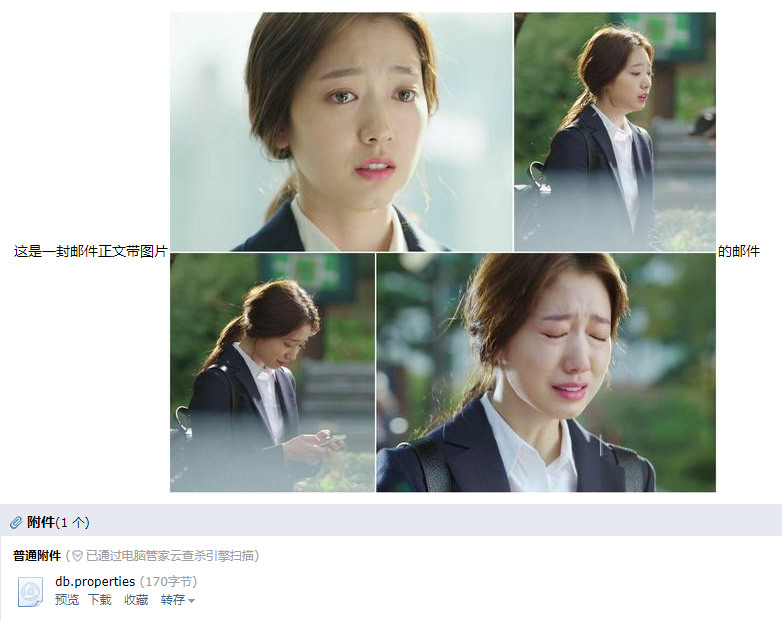 这是一封邮件正文带图片 的邮件
附件(1 个)
普通附件 (已通过电脑管家云查杀引擎扫描)
db.properties (170字节)
预览 下载 收藏 转存